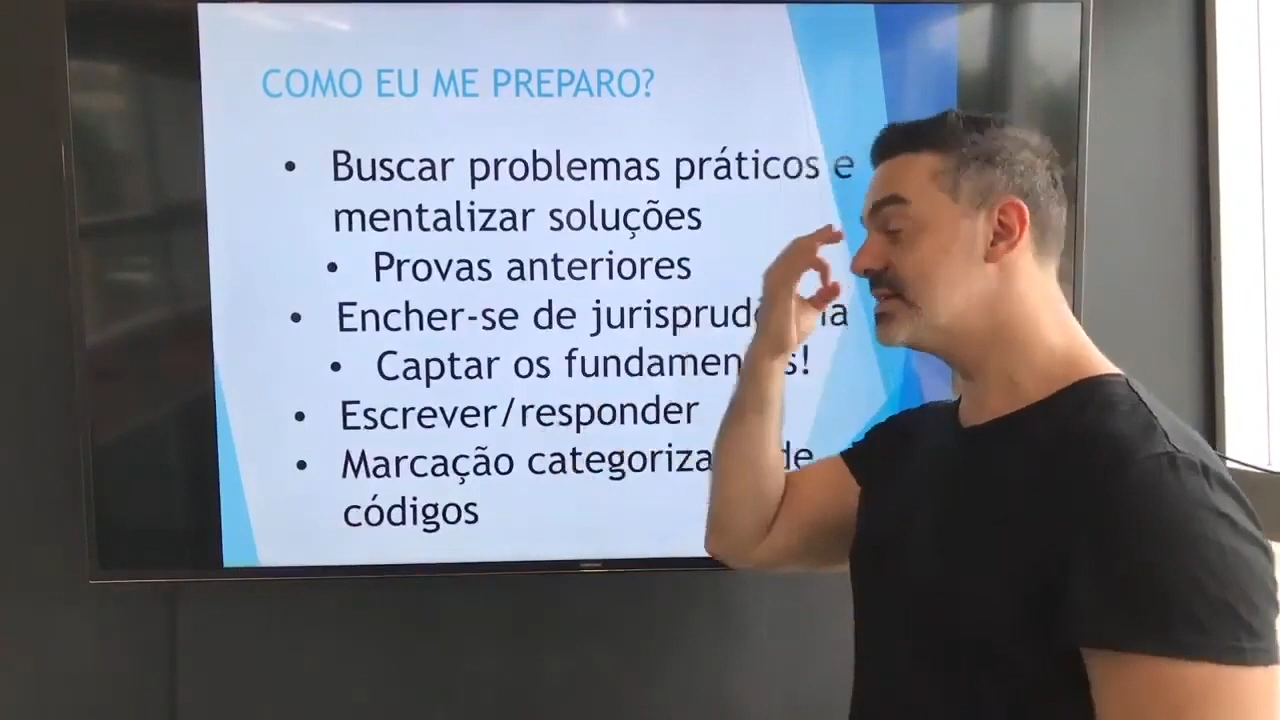 COMO EU ME PREPARO?
• Buscar problemas práticos e
mentalizar soluções
• Provas anteriores
• Encher-se de
• Captar os
• Escrever/responder
• Marcação de
códigos